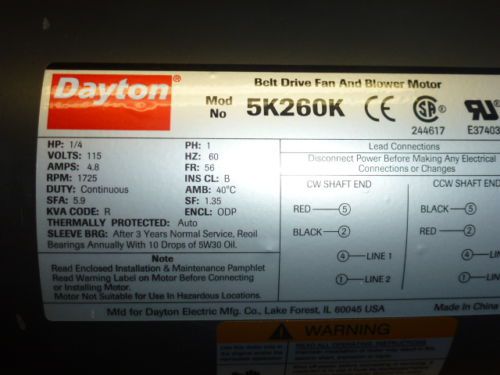 Dayton®
Belt Drive Fan And Blower Motor
Mod No 5K260K CE SA® UR
244617 E37403
HP: 1/4 PH: 1
VOLTS: 115 HZ: 60
AMPS: 4.8 FR: 56
RPM: 1725 INS CL: B
DUTY: Continuous AMB: 40°C
SFA: 5.9 SF: 1.35
KVA CODE: R ENCL: ODP
THERMALLY PROTECTED: Auto
SLEEVE BRG: After 3 Years Normal Service, Reoil
Bearings Annually With 10 Drops of 5W30 Oil.
Note
Read Enclosed Installation & Maintenance Pamphlet
Read Warning Label on Motor Before Connecting
or Installing Motor.
Motor Not Suitable for Use In Hazardous Locations.
Lead Connections
Disconnect Power Before Making Any Electrical
Connections or Changes
CW SHAFT END CCW SHAFT EN
RED 5 BLACK 5
BLACK 2 RED 2
4 LINE 1 4 L
1 LINE 2 1
Mfd for Dayton Electric Mfg. Co., Lake Forest, IL 60045 USA Made In China
WARNING
READ ALL OPERATING INSTRUCTIONS